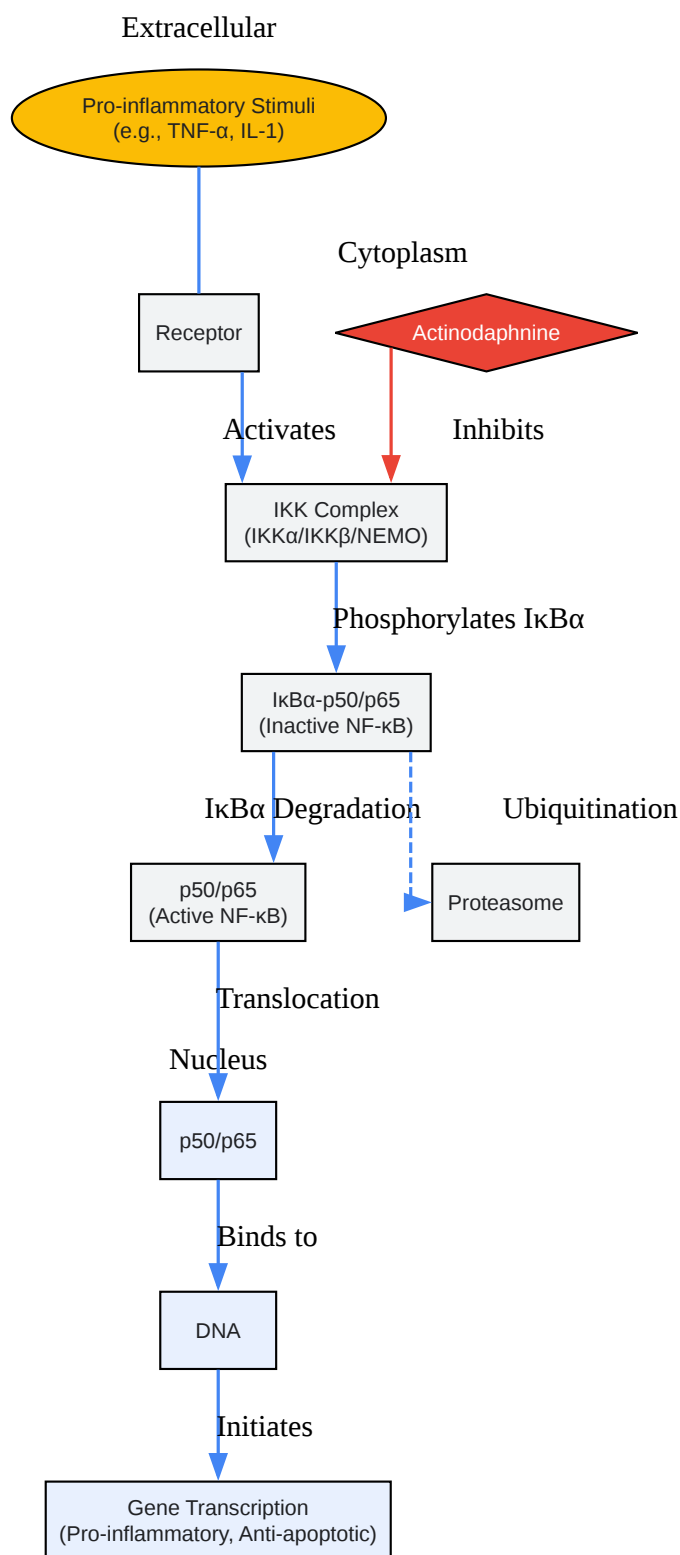 Extracellular
Pro-inflammatory Stimuli
(e.g., TNF-α, IL-1)
Cytoplasm
Receptor
Actinodaphnine
Activates
Inhibits
IKK Complex
(IKKα/IKKβ/NEMO)
Phosphorylates IκBα
IκBα-p50/p65
(Inactive NF-κB)
IκBα Degradation
Ubiquitination
p50/p65
(Active NF-κB)
Proteasome
Translocation
Nucleus
p50/p65
Binds to
DNA
Initiates
Gene Transcription
(Pro-inflammatory, Anti-apoptotic)